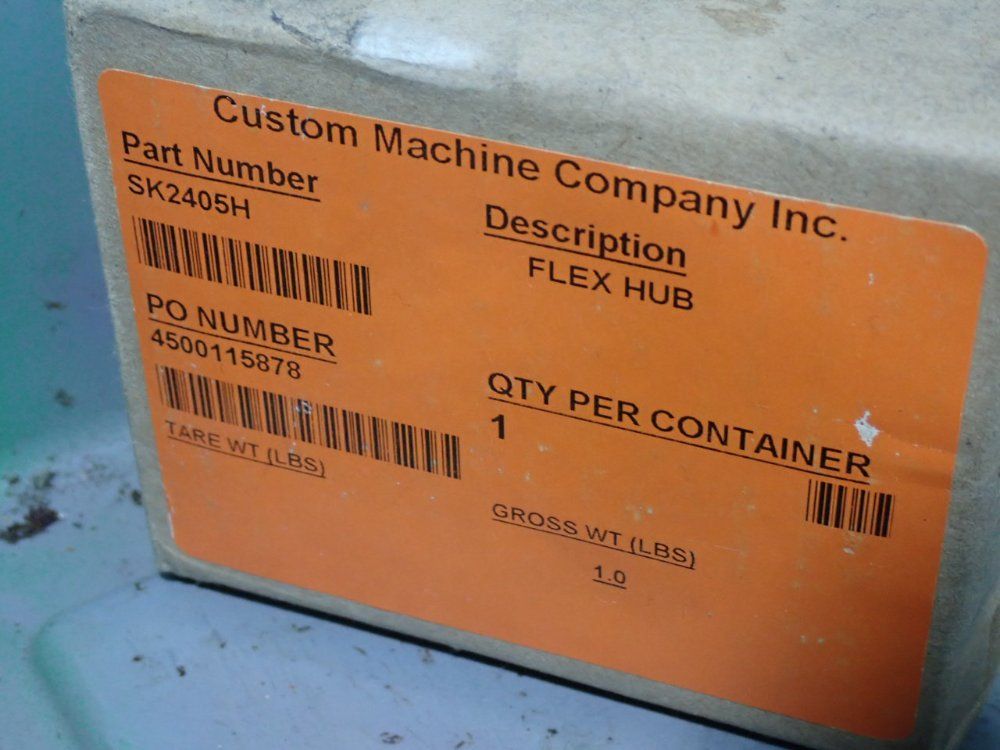 Custom Machine Company Inc.
Part Number
SK2405H
Description
FLEX HUB
PO NUMBER
4500115878
QTY PER CONTAINER
1
TARE WT (LBS)
GROSS WT (LBS)
1.0